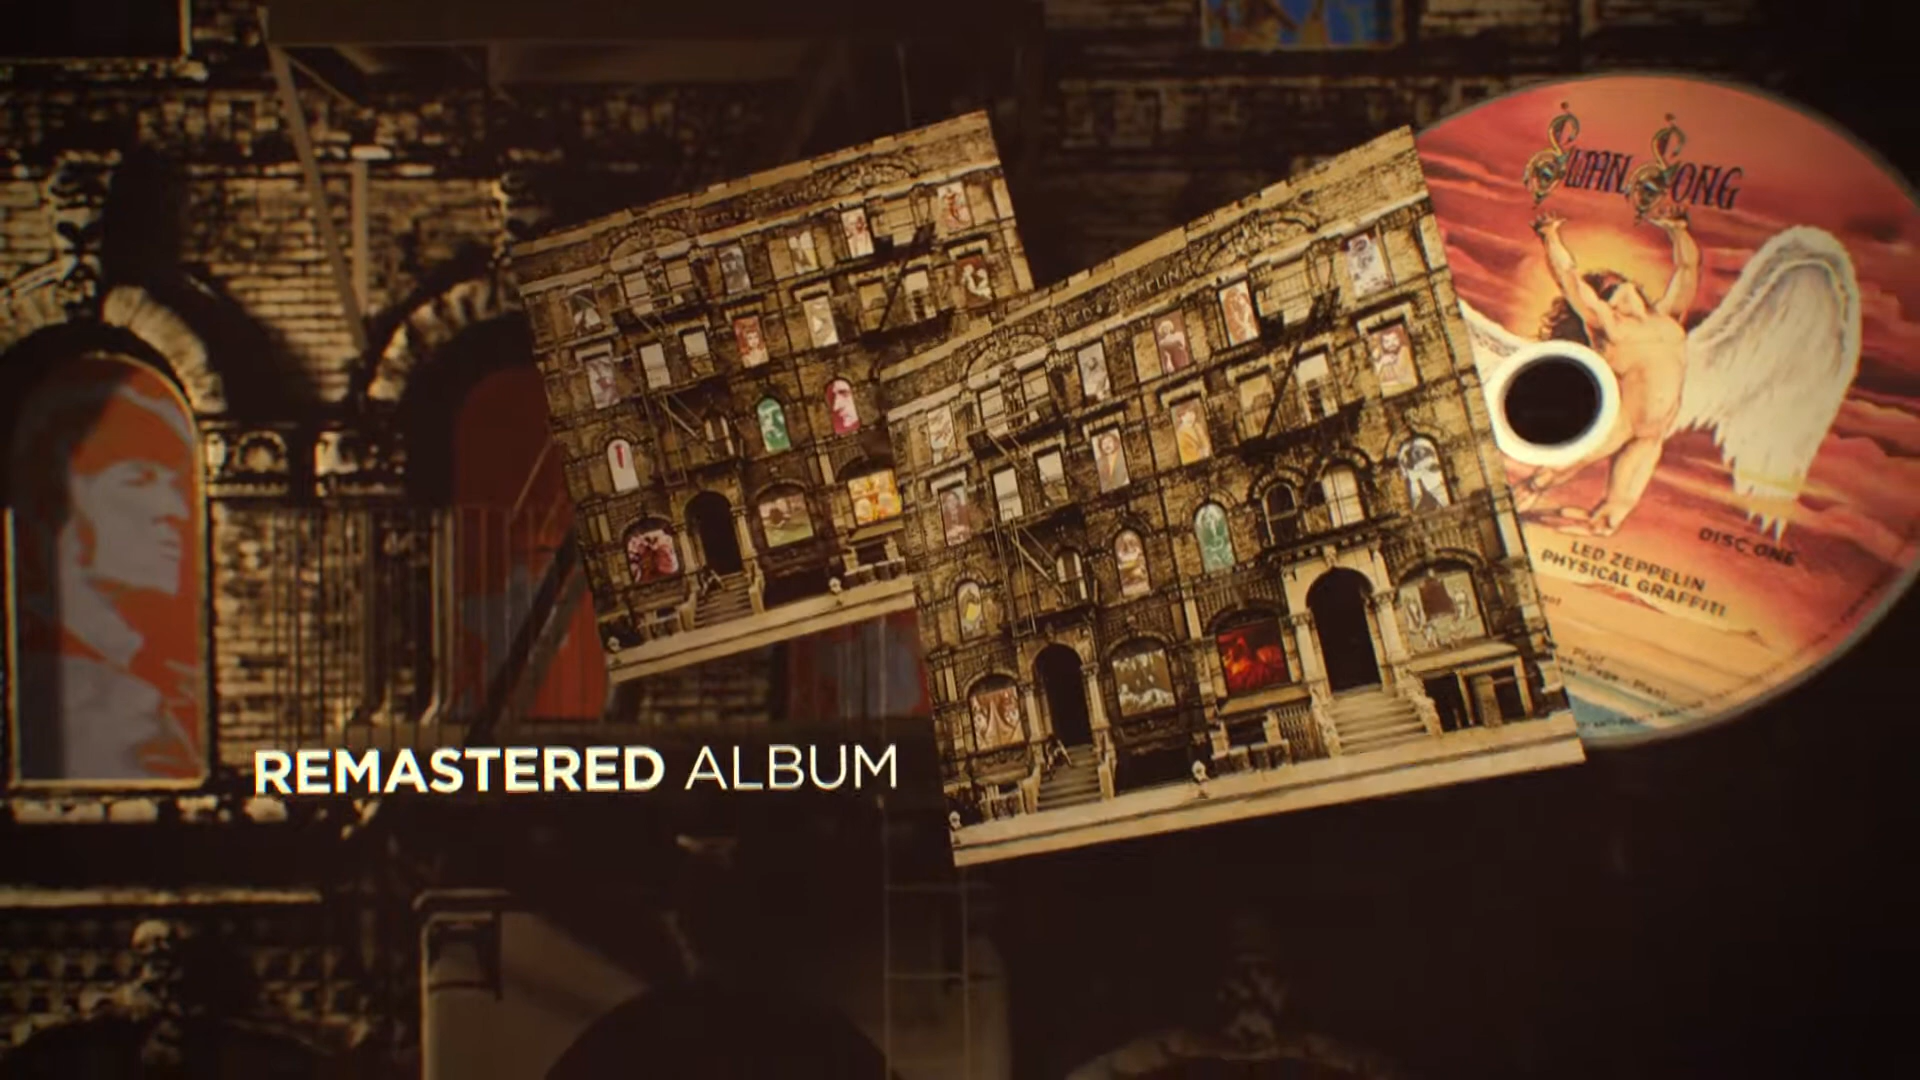 SWAN SONG
DISC ONE
LED ZEPPELIN
PHYSICAL GRAFFITI
REMASTERED ALBUM